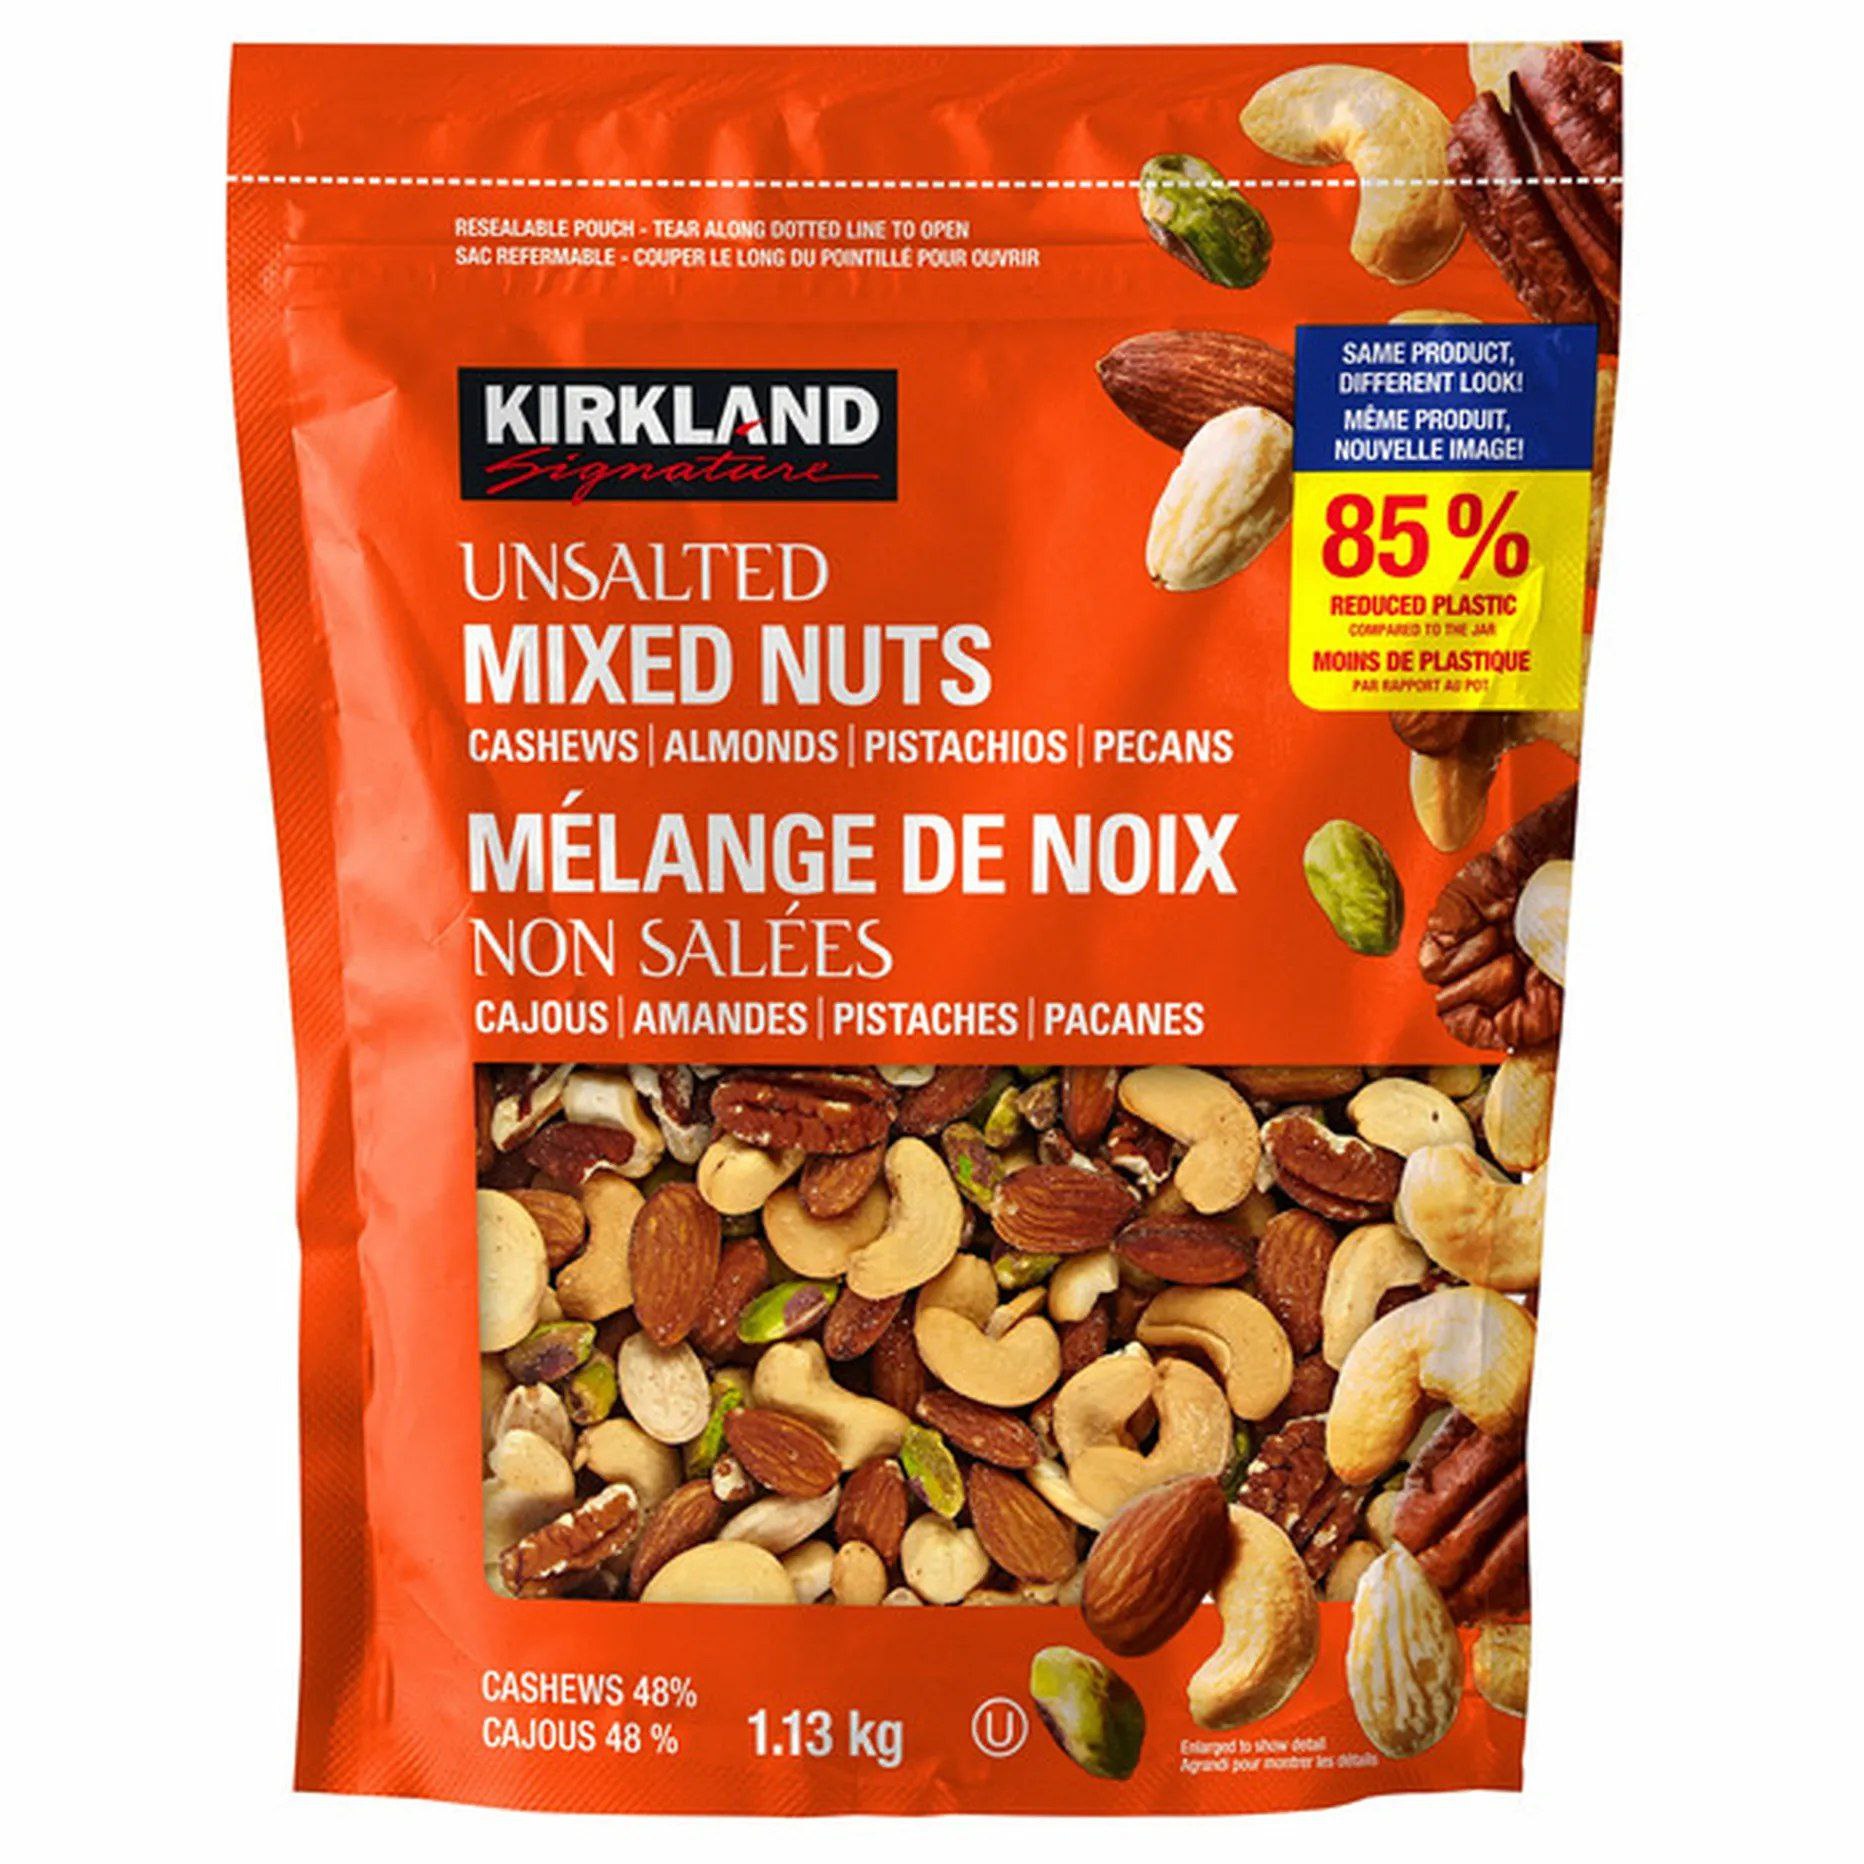 RESEALABLE POUCH - TEAR ALONG DOTTED LINE TO OPEN
SAC REFERMABLE - COUPER LE LONG DU POINTILLÉ POUR OUVRIR
KIRKLAND
Signature
SAME PRODUCT,
DIFFERENT LOOK!
MÊME PRODUIT,
NOUVELLE IMAGE!
85 %
REDUCED PLASTIC
COMPARED TO THE JAR
MOINS DE PLASTIQUE
PAR RAPPORT AU POT
UNSALTED
MIXED NUTS
CASHEWS | ALMONDS | PISTACHIOS | PECANS
MÉLANGE DE NOIX
NON SALÉES
CAJOUS | AMANDES | PISTACHES | PACANES
CASHEWS 48%
CAJOUS 48 %
1.13 kg
U
Enlarged to show detail
Agrandi pour montrer les détails